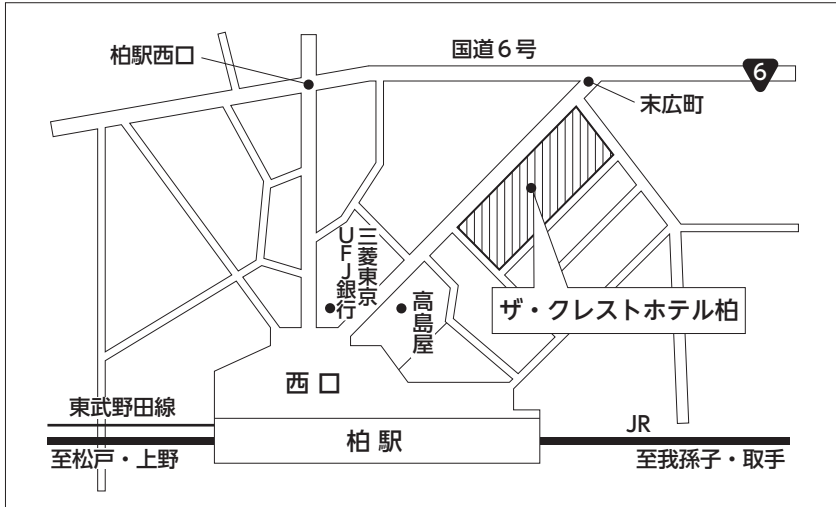 国道６号
柏駅西口
6
末広町
三菱東京
ＵＦＪ銀行
高島屋
ザ・クレストホテル柏
西 口
東武野田線
JR
柏 駅
至松戸・上野
至我孫子・取手